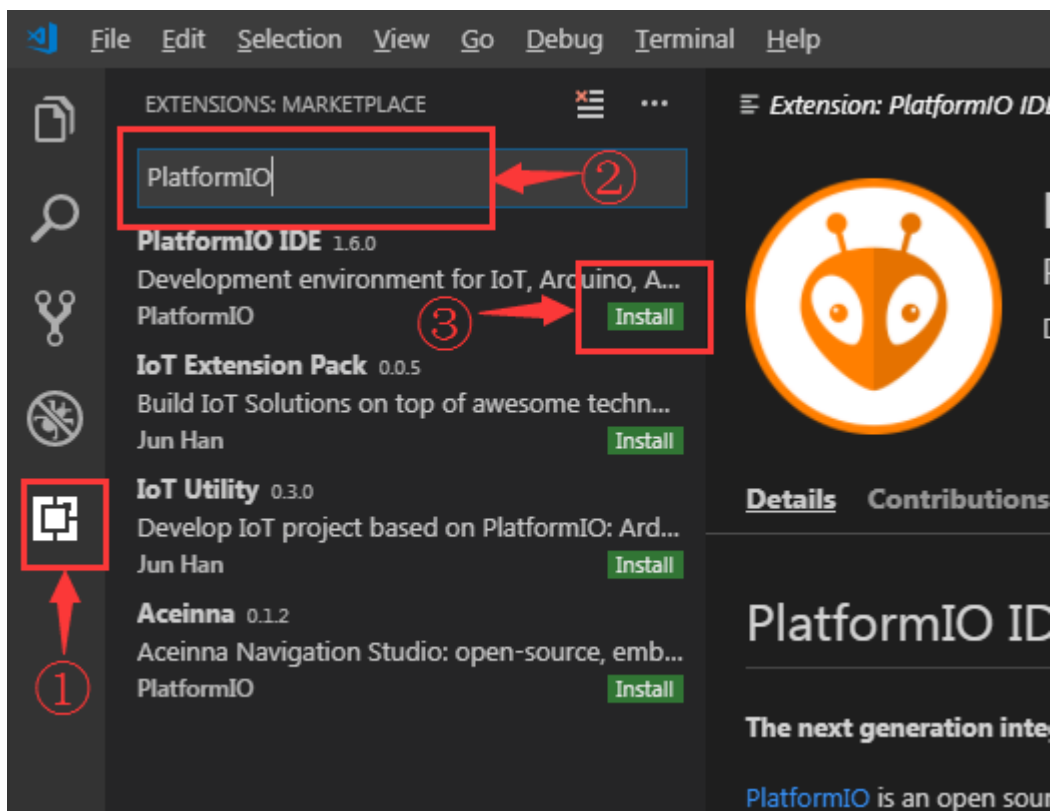 File Edit Selection View Go Debug Terminal Help
EXTENSIONS: MARKETPLACE
PlatformIO
②
PlatformIO IDE 1.6.0
Development environment for IoT, Arduino, A...
PlatformIO
③
Install
IoT Extension Pack 0.0.5
Build IoT Solutions on top of awesome techn...
Jun Han
Install
IoT Utility 0.3.0
Develop IoT project based on PlatformIO: Ard...
Jun Han
Install
Aceinna 0.1.2
Aceinna Navigation Studio: open-source, emb...
PlatformIO
Install
①
Extension: PlatformIO IDE
Details Contributions
PlatformIO ID
The next generation inte
PlatformIO is an open sour